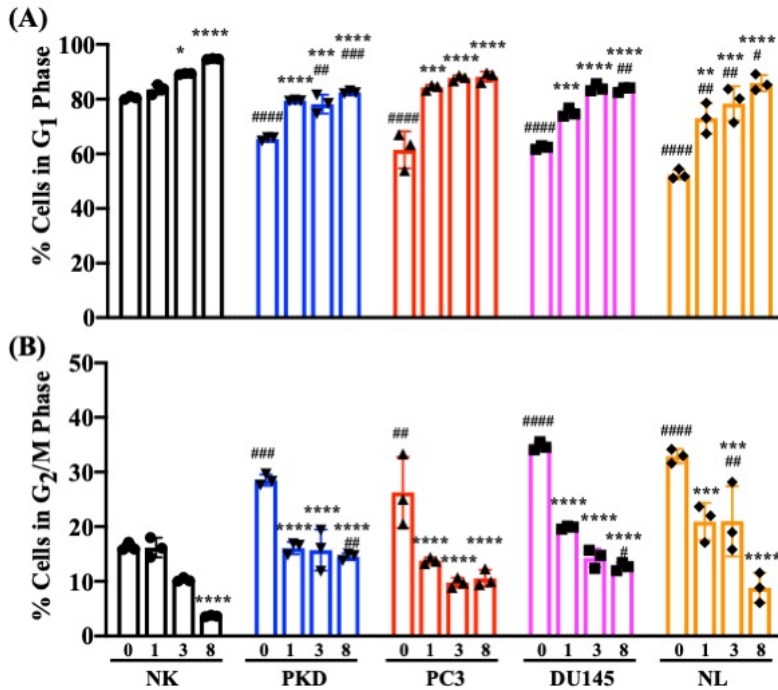 (A)
% Cells in G1 Phase
100
80
60
40
20
0
* ****
#### **** *** ## **** ###
#### *** **** ****
#### *** **** **** ##
#### ** ## *** ## **** #
(B)
% Cells in G2/M Phase
50
40
30
20
10
0
****
### **** **** **** ##
## **** **** ****
#### **** **** **** #
#### *** *** ## ****
0 1 3 8 0 1 3 8 0 1 3 8 0 1 3 8 0 1 3 8
NK PKD PC3 DU145 NL